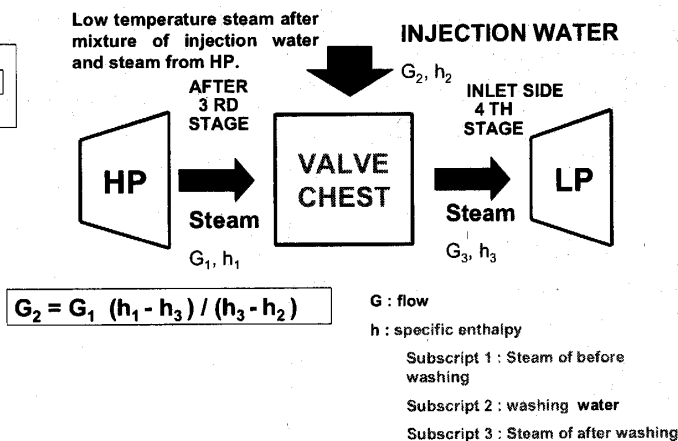 Low temperature steam after
mixture of injection water
and steam from HP.
INJECTION WATER
G₂, h₂
AFTER
3 RD
STAGE
INLET SIDE
4 TH
STAGE
HP
VALVE
CHEST
LP
Steam
G₁, h₁
Steam
G₃, h₃
G₂ = G₁ (h₁ - h₃ ) / (h₃ - h₂ )
G : flow
h : specific enthalpy
Subscript 1 : Steam of before
washing
Subscript 2 : washing water
Subscript 3 : Steam of after washing